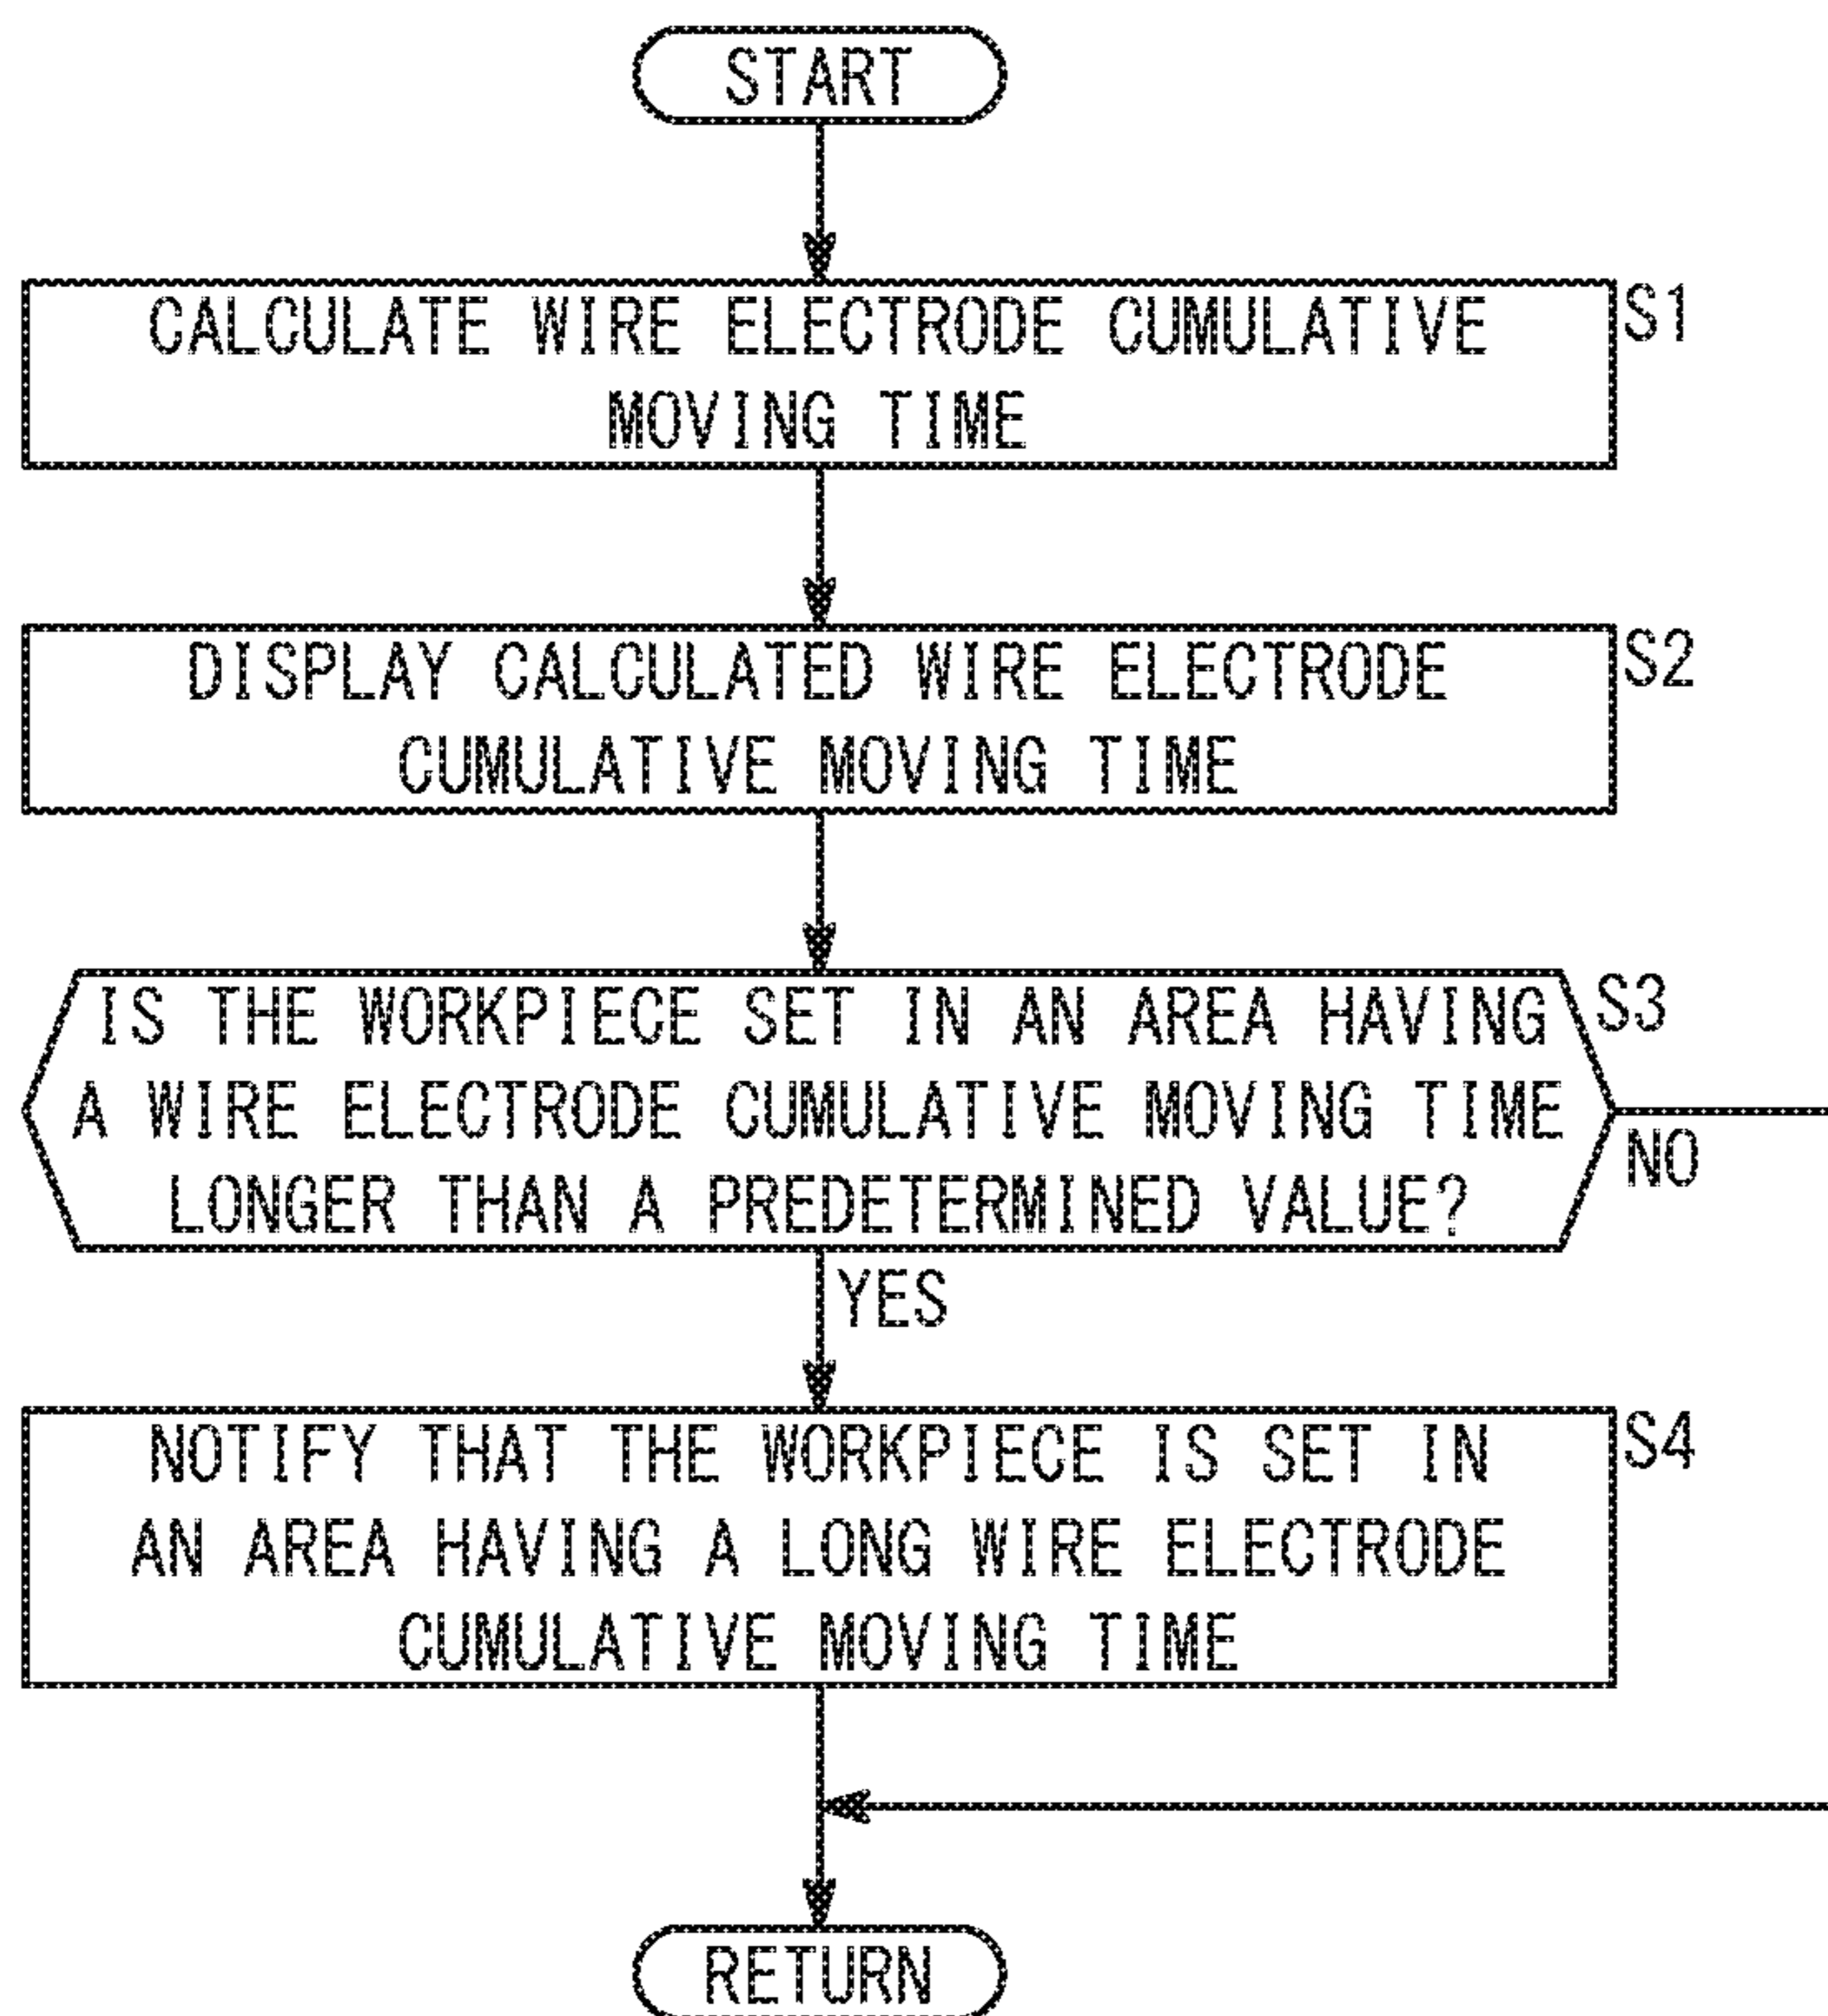 START
CALCULATE WIRE ELECTRODE CUMULATIVE
MOVING TIME
S1
DISPLAY CALCULATED WIRE ELECTRODE
CUMULATIVE MOVING TIME
S2
IS THE WORKPIECE SET IN AN AREA HAVING
A WIRE ELECTRODE CUMULATIVE MOVING TIME
LONGER THAN A PREDETERMINED VALUE?
S3
NO
YES
NOTIFY THAT THE WORKPIECE IS SET IN
AN AREA HAVING A LONG WIRE ELECTRODE
CUMULATIVE MOVING TIME
S4
RETURN